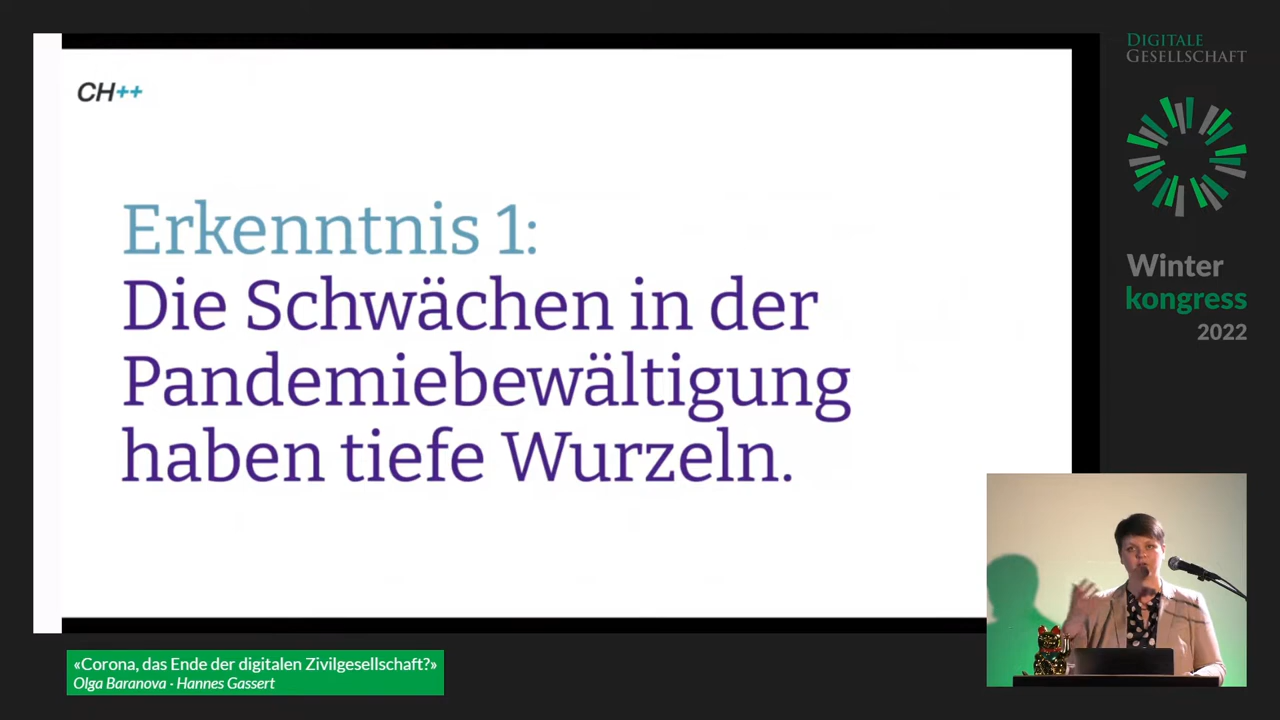 CH++
Erkenntnis 1:
Die Schwächen in der
Pandemiebewältigung
haben tiefe Wurzeln.
DIGITALE
GESELLSCHAFT
Winter
kongress
2022
«Corona, das Ende der digitalen Zivilgesellschaft?»
Olga Baranova · Hannes Gassert